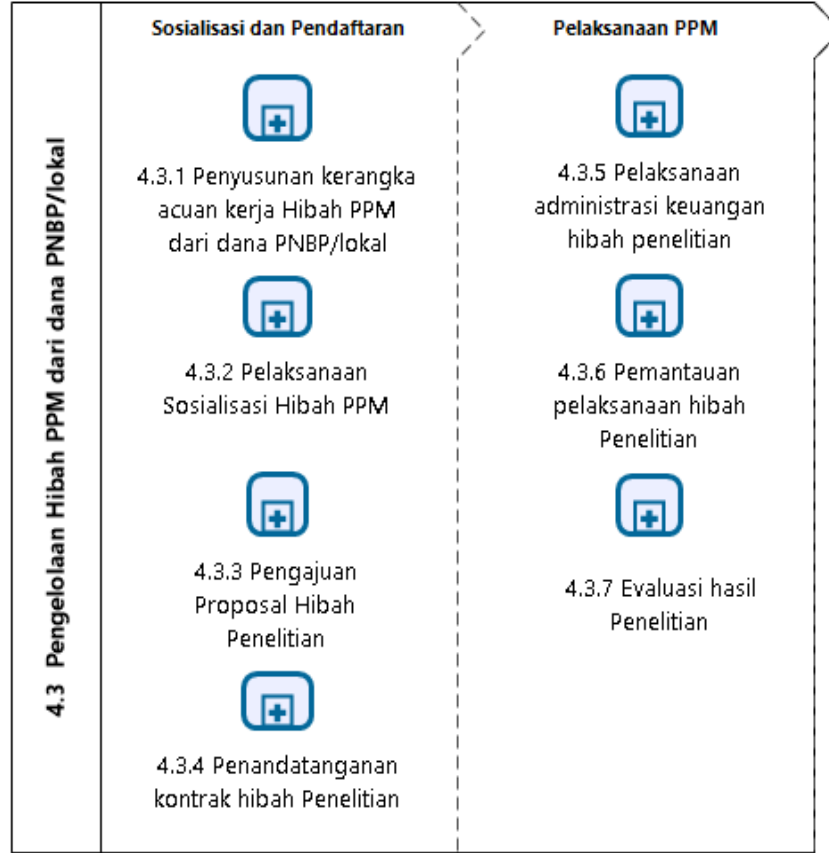 4.3 Pengelolaan Hibah PPM dari dana PNBP/lokal
Sosialisasi dan Pendaftaran
4.3.1 Penyusunan kerangka
acuan kerja Hibah PPM
dari dana PNBP/lokal
4.3.2 Pelaksanaan
Sosialisasi Hibah PPM
4.3.3 Pengajuan
Proposal Hibah
Penelitian
4.3.4 Penandatanganan
kontrak hibah Penelitian
Pelaksanaan PPM
4.3.5 Pelaksanaan
administrasi keuangan
hibah penelitian
4.3.6 Pemantauan
pelaksanaan hibah
Penelitian
4.3.7 Evaluasi hasil
Penelitian